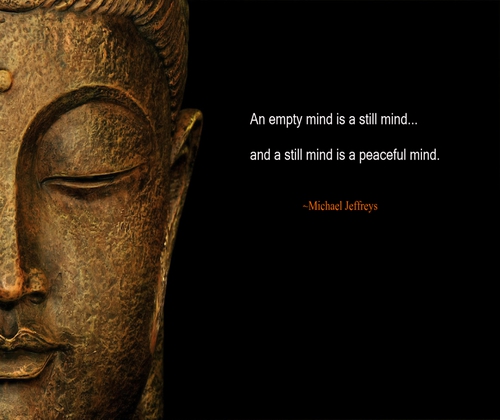 An empty mind is a still mind...
and a still mind is a peaceful mind.
~Michael Jeffreys